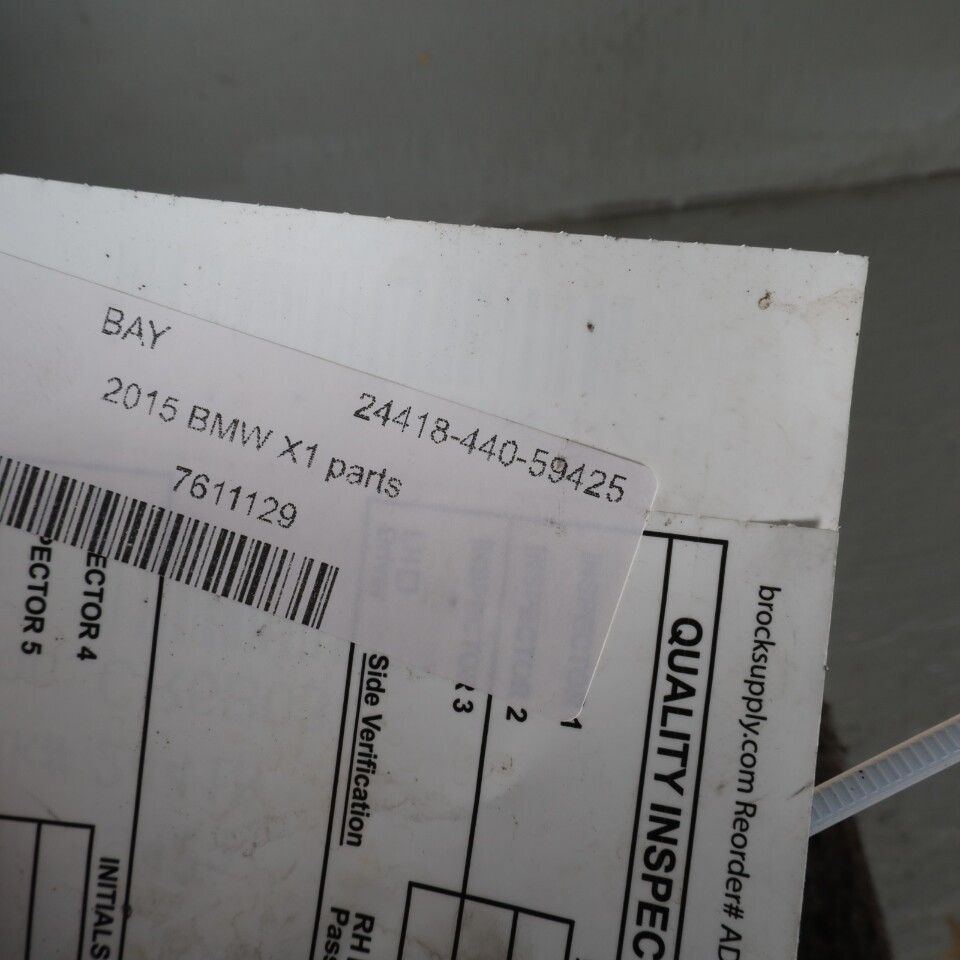 BAY
24418-440-59425
2015 BMW X1 parts
7611129
brocksupply.com Reorder# AD
QUALITY INSPEC
1
2
R 3
ECTOR 4
PECTOR 5
Side Verification
RH
Pass
INITIALS